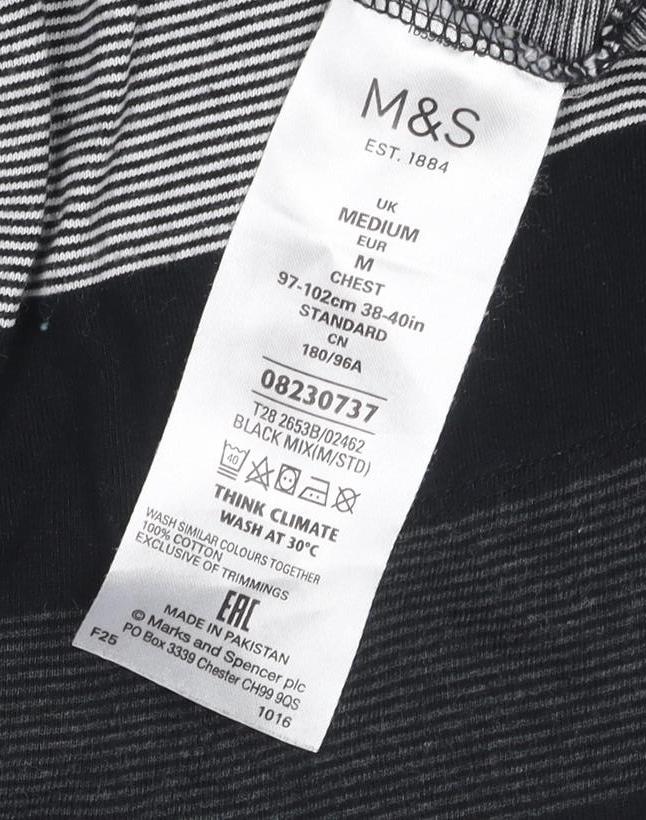 M&S
EST. 1884
UK
MEDIUM
EUR
M
CHEST
97-102cm 38-40in
STANDARD
CN
180/96A
08230737
T28 2653B/02462
BLACK MIX(M/STD)
40
THINK CLIMATE
WASH AT 30°C
WASH SIMILAR COLOURS TOGETHER
100% COTTON
EXCLUSIVE OF TRIMMINGS
EAC
MADE IN PAKISTAN
© Marks and Spencer plc
PO Box 3339 Chester CH99 9QS
F25
1016